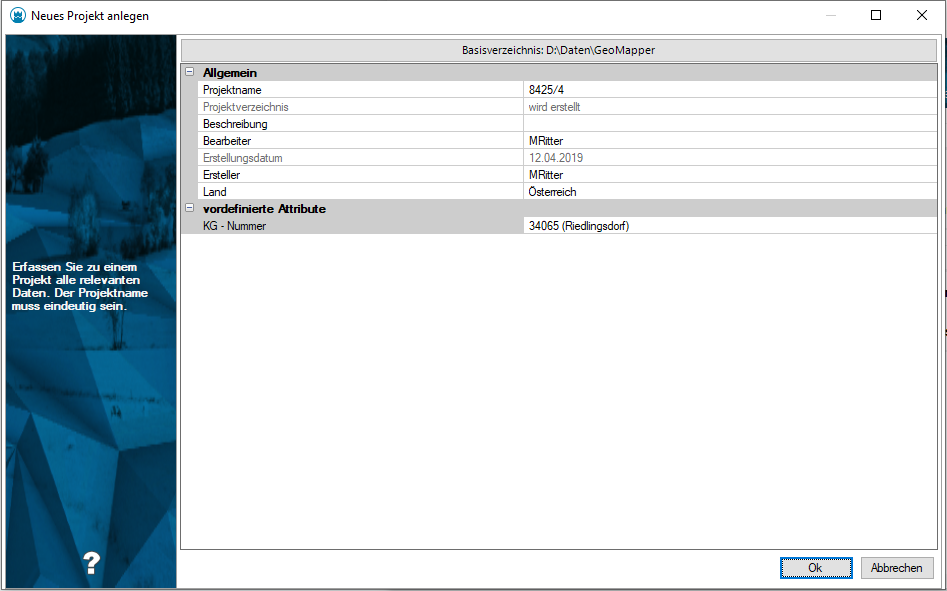 Neues Projekt anlegen
Basisverzeichnis: D:\Daten\GeoMapper
Allgemein
Projektname 8425/4
Projektverzeichnis wird erstellt
Beschreibung
Bearbeiter MRitter
Erstellungsdatum 12.04.2019
Ersteller MRitter
Land Österreich
vordefinierte Attribute
KG - Nummer 34065 (Riedlingsdorf)
Erfassen Sie zu einem
Projekt alle relevanten
Daten. Der Projektname
muss eindeutig sein.
?
Ok Abbrechen